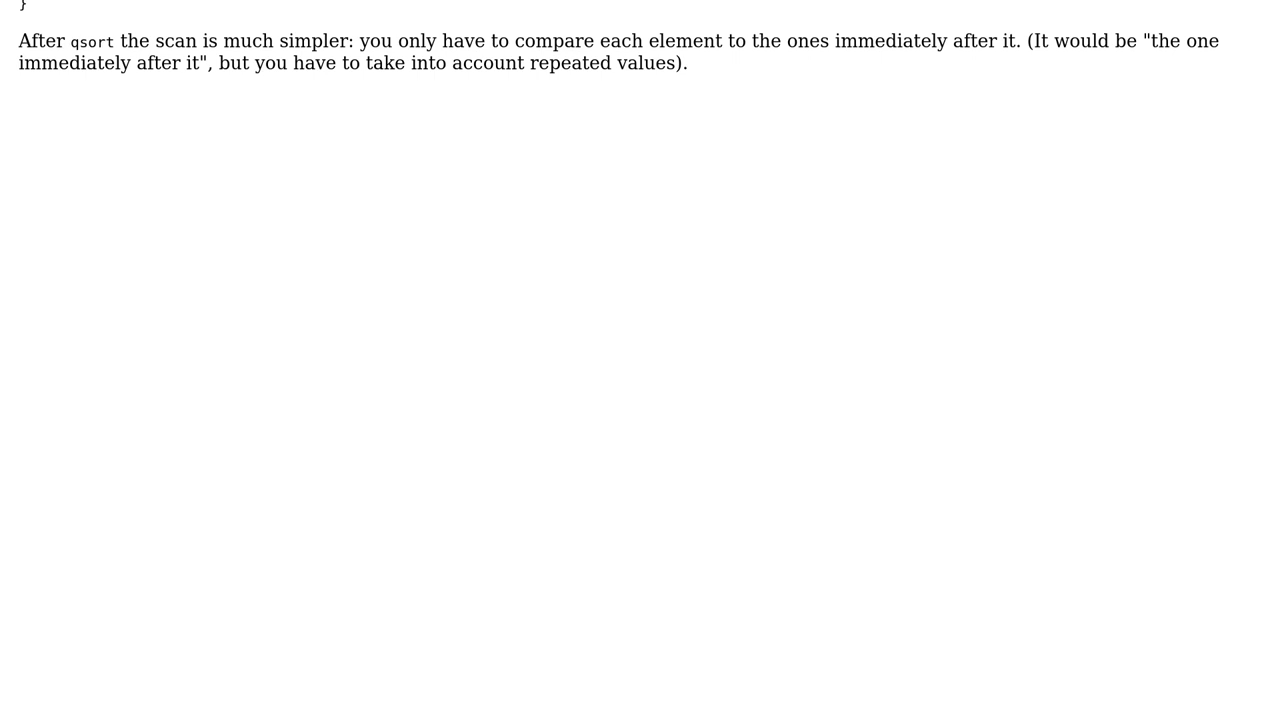 }
After qsort the scan is much simpler: you only have to compare each element to the ones immediately after it. (It would be "the one
immediately after it", but you have to take into account repeated values).